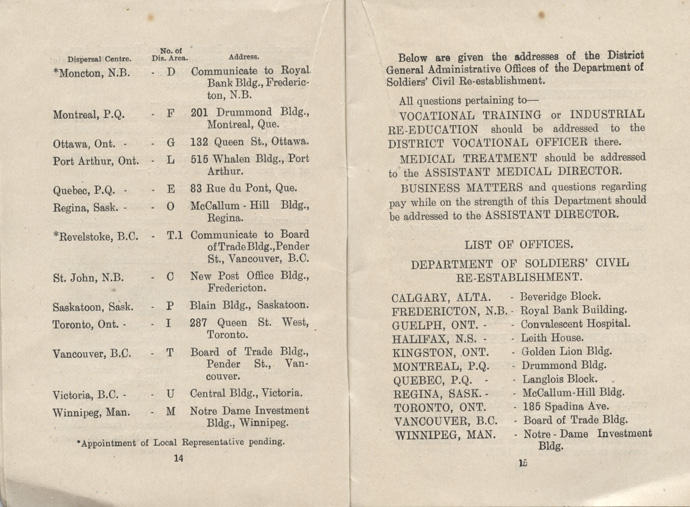 Dispersal Centre. No. of Dis. Area. Address.
*Moncton, N.B. - D Communicate to Royal
Bank Bldg., Frederic-
ton, N.B.
Montreal, P.Q. - F 201 Drummond Bldg.,
Montreal, Que.
Ottawa, Ont. - - G 132 Queen St., Ottawa.
Port Arthur, Ont. - L 515 Whalen Bldg., Port
Arthur.
Quebec, P.Q. - - E 83 Rue du Pont, Que.
Regina, Sask. - - O McCallum - Hill Bldg.,
Regina.
*Revelstoke, B.C. - T.1 Communicate to Board
of Trade Bldg., Pender
St., Vancouver, B.C.
St. John, N.B. - C New Post Office Bldg.,
Fredericton.
Saskatoon, Sask. - P Blain Bldg., Saskatoon.
Toronto, Ont. - - I 287 Queen St. West,
Toronto.
Vancouver, B.C. - T Board of Trade Bldg.,
Pender St., Van-
couver.
Victoria, B.C. - - U Central Bldg., Victoria.
Winnipeg, Man. - M Notre Dame Investment
Bldg., Winnipeg.
*Appointment of Local Representative pending.
14
Below are given the addresses of the District
General Administrative Offices of the Department of
Soldiers' Civil Re-establishment.
All questions pertaining to—
VOCATIONAL TRAINING or INDUSTRIAL
RE-EDUCATION should be addressed to the
DISTRICT VOCATIONAL OFFICER there.
MEDICAL TREATMENT should be addressed
to the ASSISTANT MEDICAL DIRECTOR.
BUSINESS MATTERS and questions regarding
pay while on the strength of this Department should
be addressed to the ASSISTANT DIRECTOR.
LIST OF OFFICES.
DEPARTMENT OF SOLDIERS' CIVIL
RE-ESTABLISHMENT.
CALGARY, ALTA. - Beveridge Block.
FREDERICTON, N.B. - Royal Bank Building.
GUELPH, ONT. - - Convalescent Hospital.
HALIFAX, N.S. - - Leith House.
KINGSTON, ONT. - Golden Lion Bldg.
MONTREAL, P.Q. - Drummond Bldg.
QUEBEC, P.Q. - - Langlois Block.
REGINA, SASK. - - McCallum-Hill Bldg.
TORONTO, ONT. - 185 Spadina Ave.
VANCOUVER, B.C. - Board of Trade Bldg.
WINNIPEG, MAN. - Notre - Dame Investment
Bldg.
15